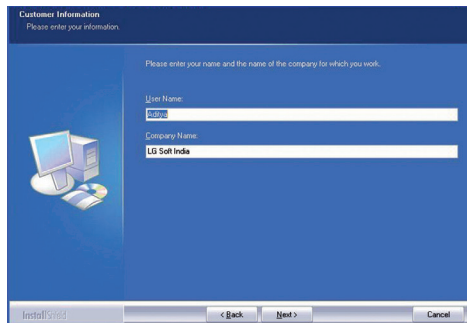 Customer Information
Please enter your information.
Please enter your name and the name of the company for which you work.
User Name:
Aditya
Company Name:
LG Soft India
InstallShield
< Back
Next >
Cancel